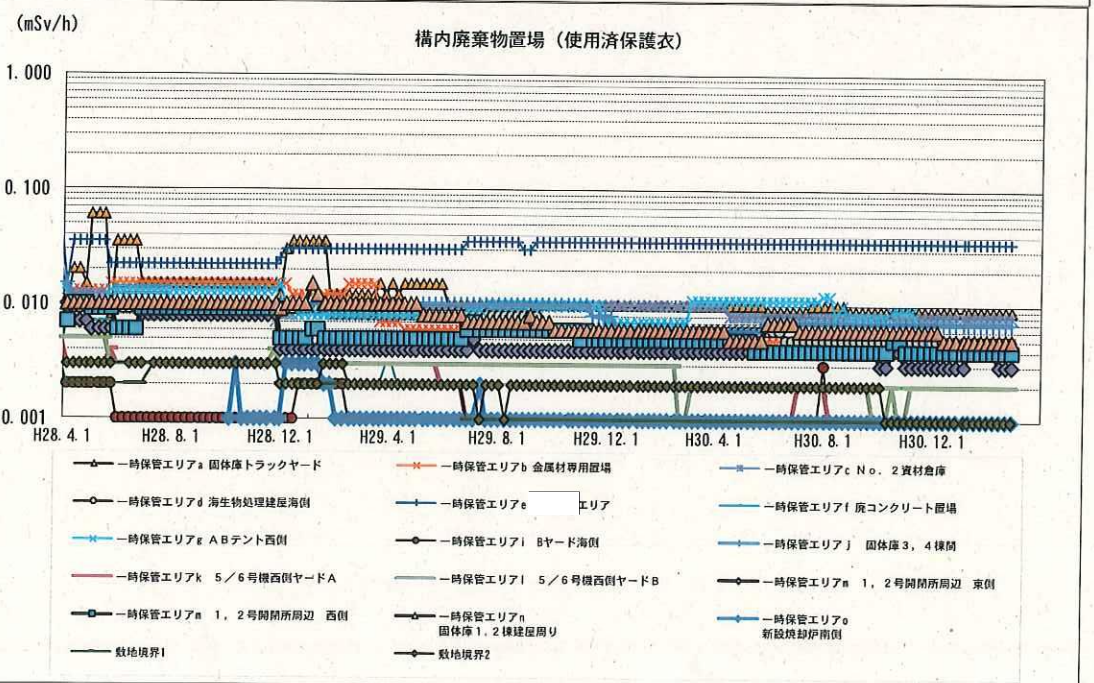 (mSv/h)
構内廃棄物置場（使用済保護衣）
1.000
0.100
0.010
0.001
H28.4.1 H28.8.1 H28.12.1 H29.4.1 H29.8.1 H29.12.1 H30.4.1 H30.8.1 H30.12.1
一時保管エリアa 固体庫トラックヤード
一時保管エリアb 金属材専用置場
一時保管エリアc No．2資材倉庫
一時保管エリアd 海生物処理建屋海側
一時保管エリアe エリア
一時保管エリアf 廃コンクリート置場
一時保管エリアg ABテント西側
一時保管エリアi Bヤード海側
一時保管エリアj 固体庫3，4棟間
一時保管エリアk 5／6号機西側ヤードA
一時保管エリアl 5／6号機西側ヤードB
一時保管エリアm 1，2号開閉所周辺 東側
一時保管エリアm 1，2号開閉所周辺 西側
一時保管エリアn
固体庫1，2棟建屋周り
一時保管エリアo
新設焼却炉南側
敷地境界1
敷地境界2